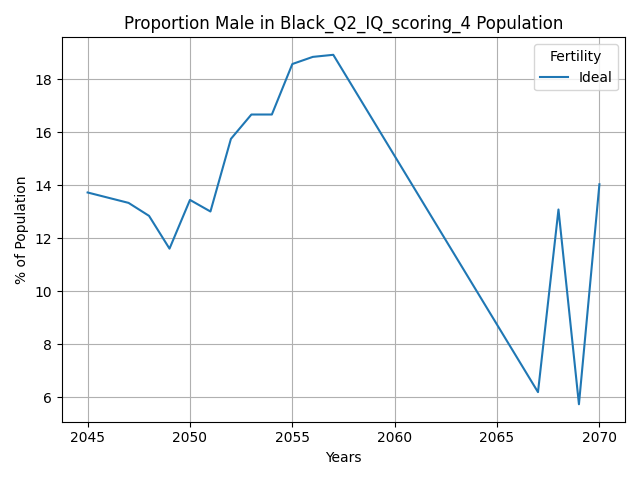 Proportion Male in Black_Q2_IQ_scoring_4 Population
Fertility
Ideal
% of Population
18
16
14
12
10
8
6
2045 2050 2055 2060 2065 2070
Years